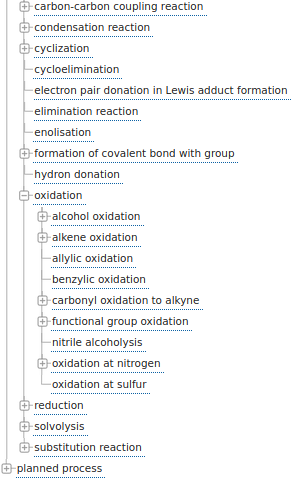 carbon-carbon coupling reaction
condensation reaction
cyclization
cycloelimination
electron pair donation in Lewis adduct formation
elimination reaction
enolisation
formation of covalent bond with group
hydron donation
oxidation
alcohol oxidation
alkene oxidation
allylic oxidation
benzylic oxidation
carbonyl oxidation to alkyne
functional group oxidation
nitrile alcoholysis
oxidation at nitrogen
oxidation at sulfur
reduction
solvolysis
substitution reaction
planned process